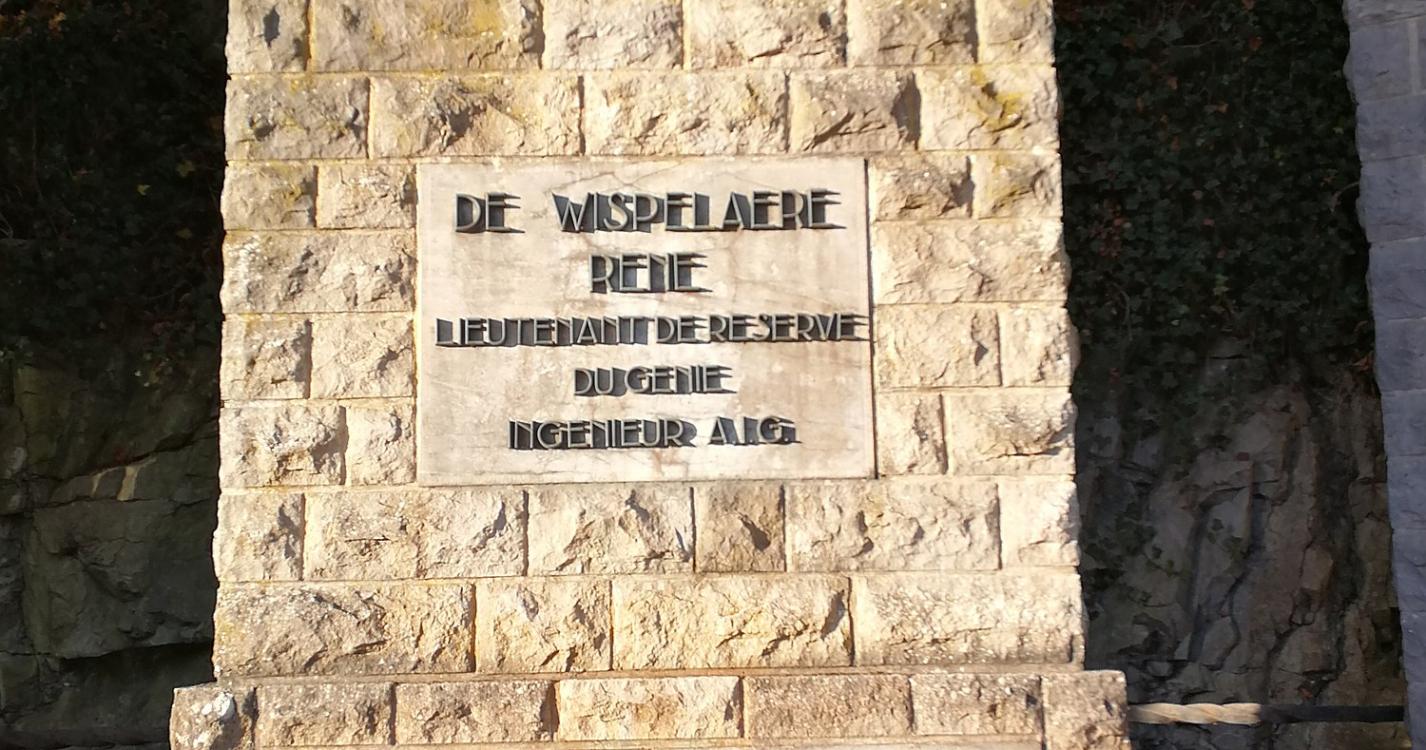 DE WISPELAERE
RENE
LIEUTENANT DE RESERVE
DU GENIE
INGENIEUR A.I.G.